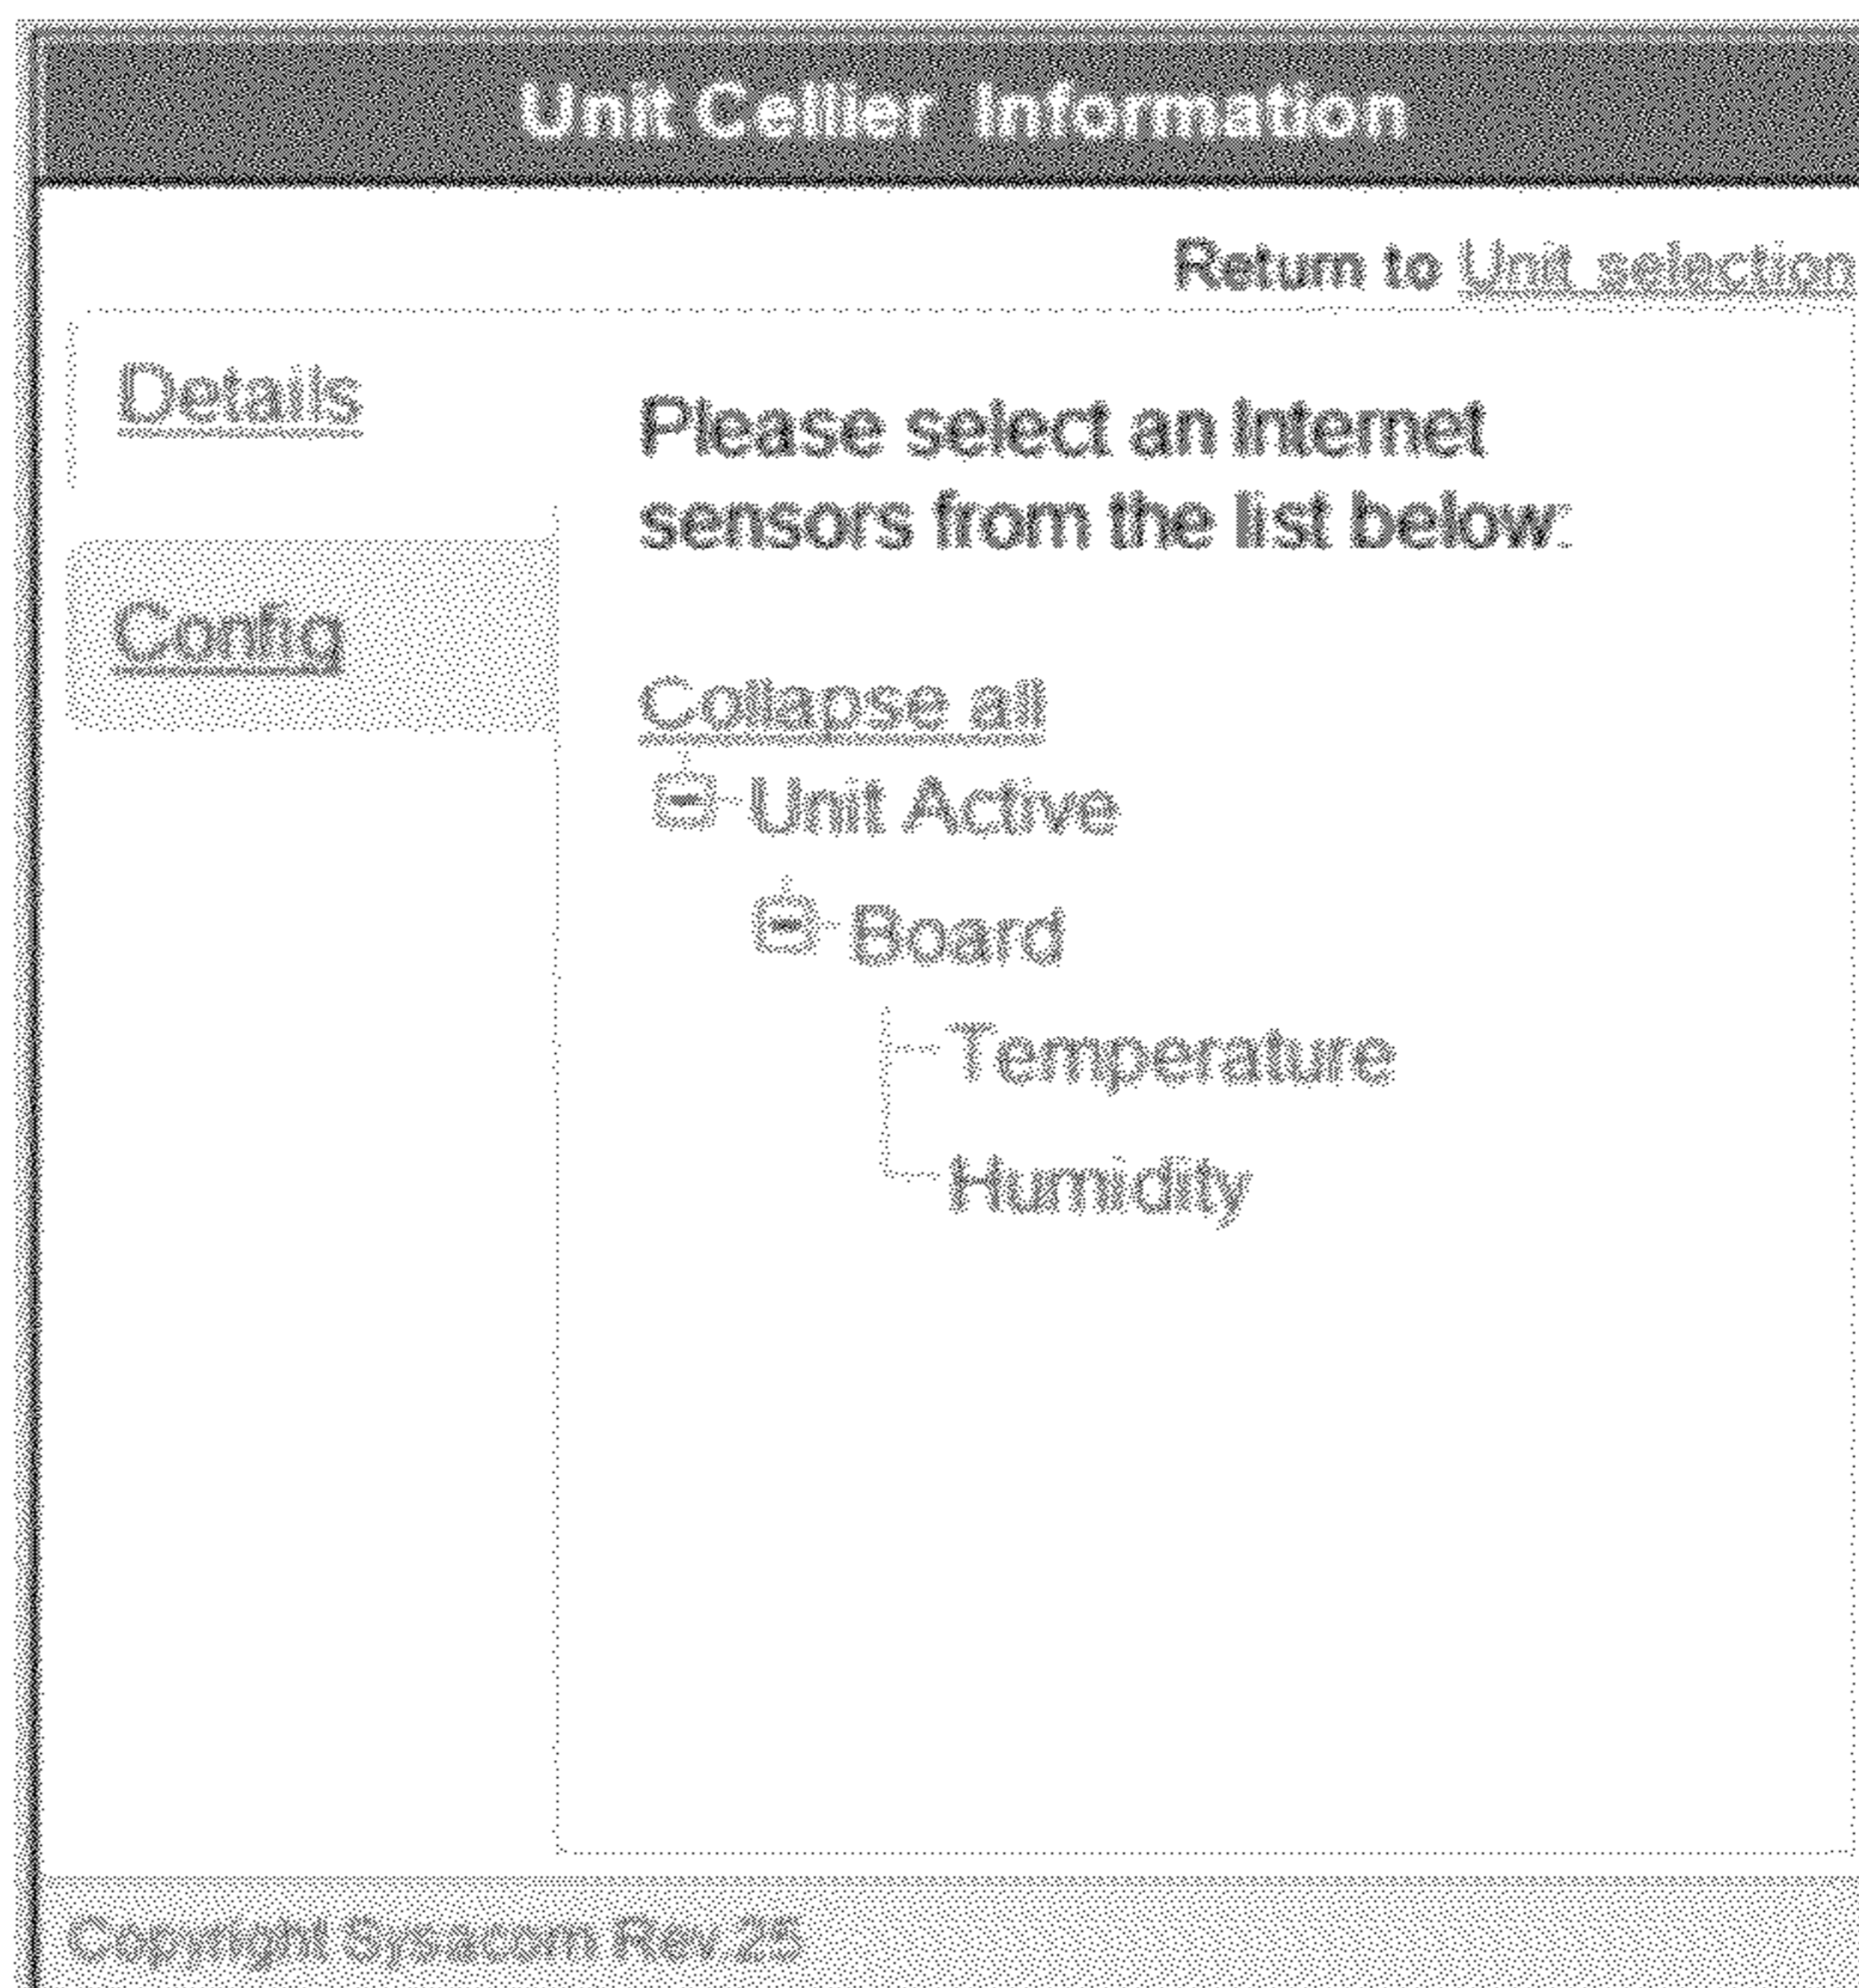 Unit Cellier Information
Return to Unit selection
Details
Please select an Internet
sensors from the list below:
Config
Collapse all
Unit Active
Board
Temperature
Humidity
Copyright Sysacom Rev 25